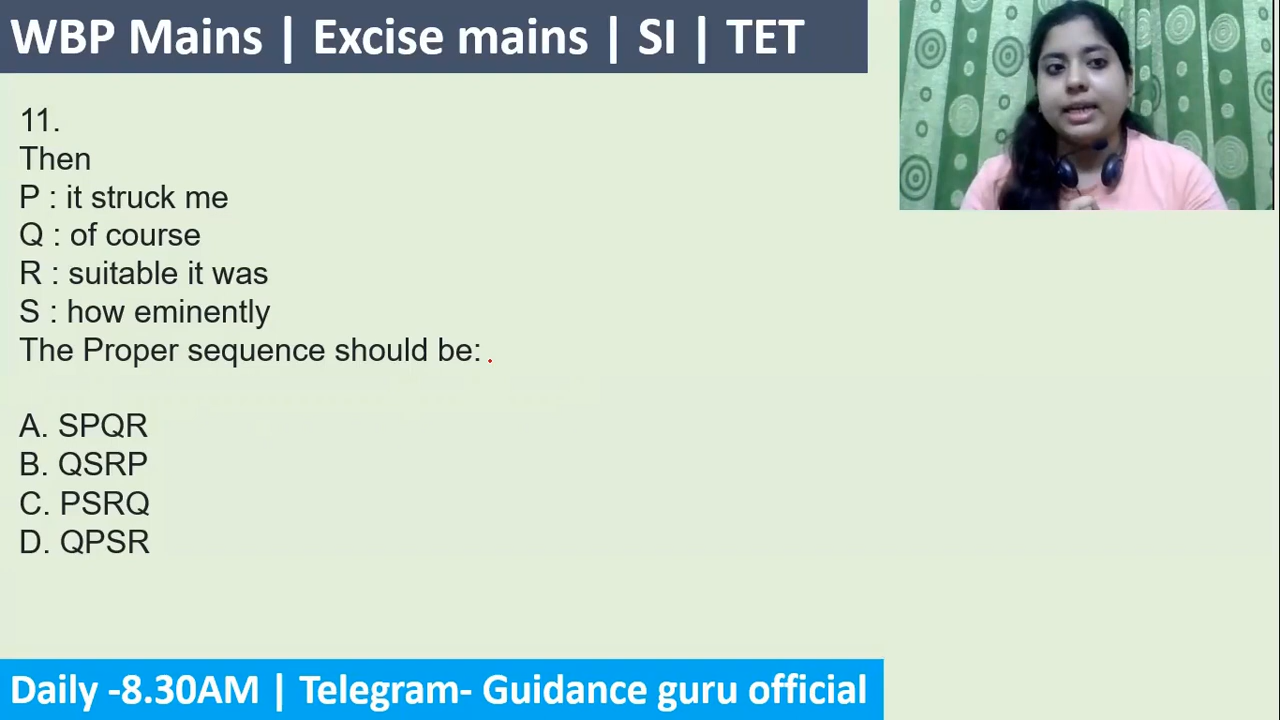 WBP Mains | Excise mains | SI | TET
11.
Then
P : it struck me
Q : of course
R : suitable it was
S : how eminently
The Proper sequence should be:
A. SPQR
B. QSRP
C. PSRQ
D. QPSR
Daily -8.30AM | Telegram- Guidance guru official